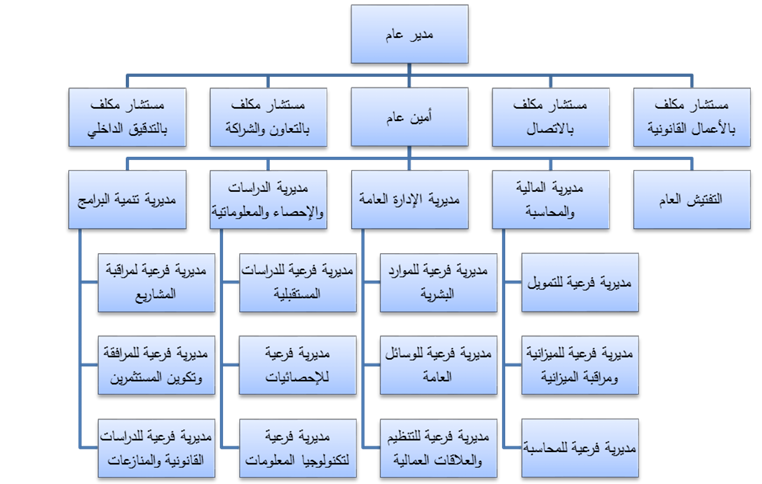 مدير عام
مستشار مكلف
بالأعمال القانونية
مستشار مكلف
بالاتصال
أمين عام
مستشار مكلف
بالتعاون والشراكة
مستشار مكلف
بالتدقيق الداخلي
التفتيش العام
مديرية المالية
والمحاسبة
مديرية الإدارة العامة
مديرية الدراسات
والإحصاء والمعلوماتية
مديرية تنمية البرامج
مديرية فرعية للتمويل
مديرية فرعية للموارد
البشرية
مديرية فرعية للدراسات
المستقبلية
مديرية فرعية لمراقبة
المشاريع
مديرية فرعية للميزانية
ومراقبة الميزانية
مديرية فرعية للوسائل
العامة
مديرية فرعية
للإحصائيات
مديرية فرعية للمرافقة
وتكوين المستثمرين
مديرية فرعية للمحاسبة
مديرية فرعية للتنظيم
والعلاقات العمالية
مديرية فرعية
لتكنولوجيا المعلومات
مديرية فرعية للدراسات
القانونية والمنازعات